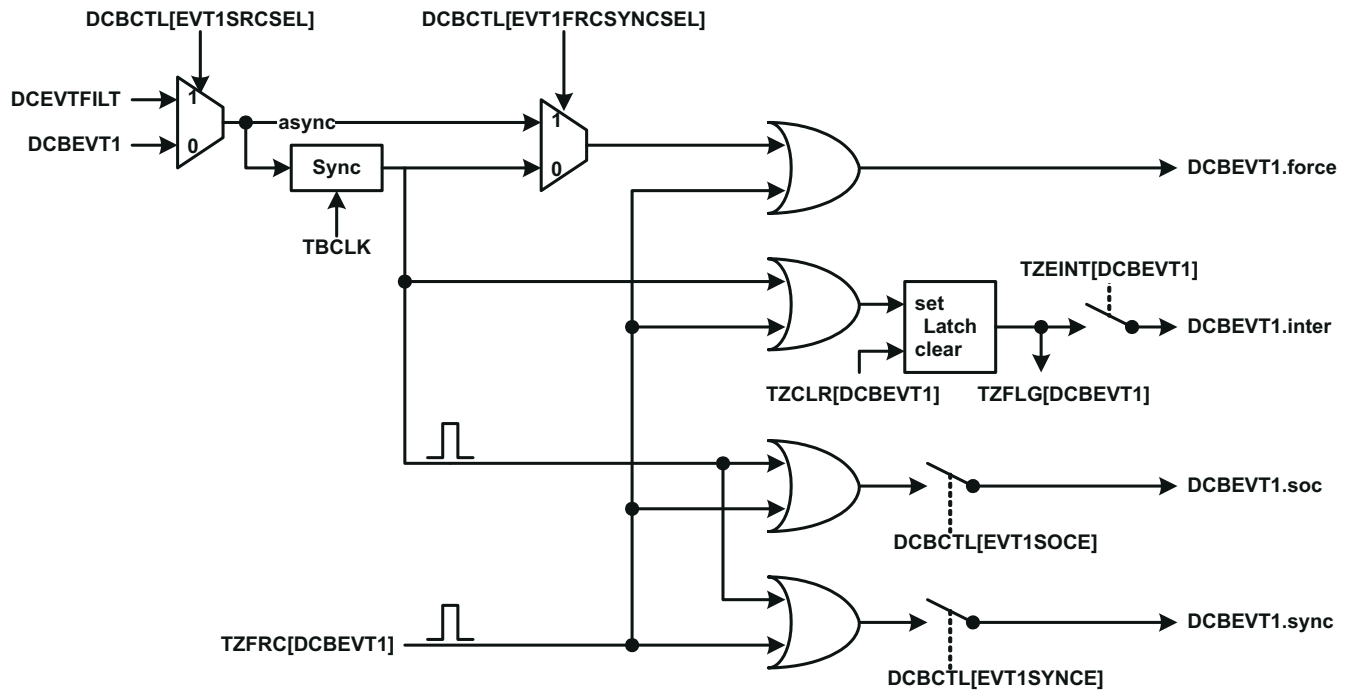 DCBCTL[EVT1SRCSEL]
DCBCTL[EVT1FRCSYNCSEL]
DCEVTFILT
1
async
1
DCBEVT1
0
Sync
0
DCBEVT1.force
TBCLK
TZEINT[DCBEVT1]
set
Latch
clear
DCBEVT1.inter
TZCLR[DCBEVT1]
TZFLG[DCBEVT1]
DCBEVT1.soc
DCBCTL[EVT1SOCE]
DCBEVT1.sync
TZFRC[DCBEVT1]
DCBCTL[EVT1SYNCE]